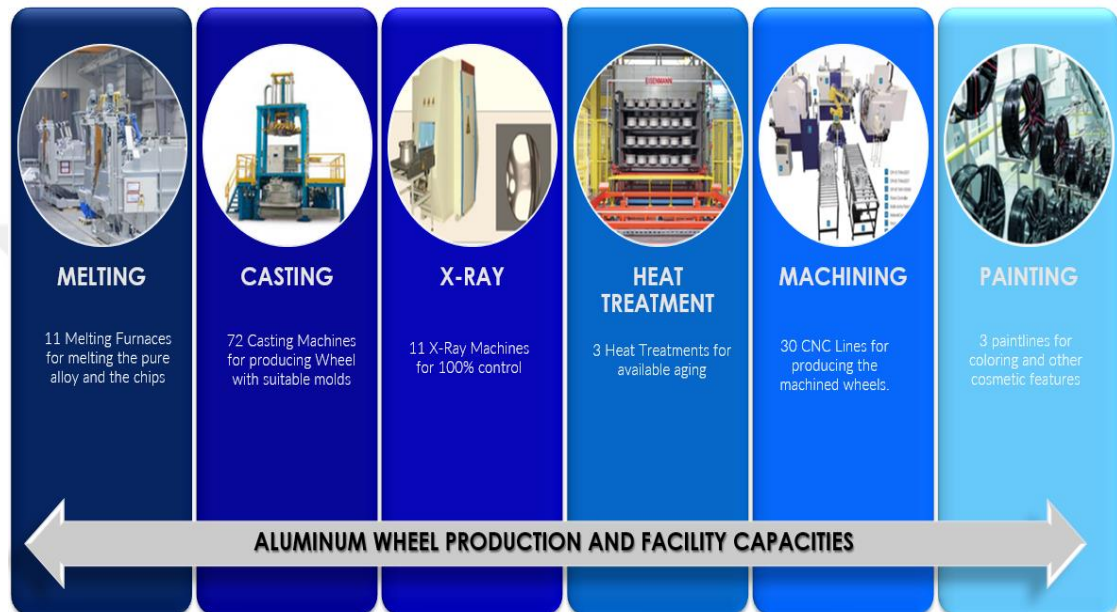 EISENMANN
MELTING
11 Melting Furnaces
for melting the pure
alloy and the chips
CASTING
72 Casting Machines
for producing Wheel
with suitable molds
X-RAY
11 X-Ray Machines
for 100% control
HEAT
TREATMENT
3 Heat Treatments for
available aging
MACHINING
30 CNC Lines for
producing the
machined wheels.
PAINTING
3 paintlines for
coloring and other
cosmetic features
ALUMINUM WHEEL PRODUCTION AND FACILITY CAPACITIES